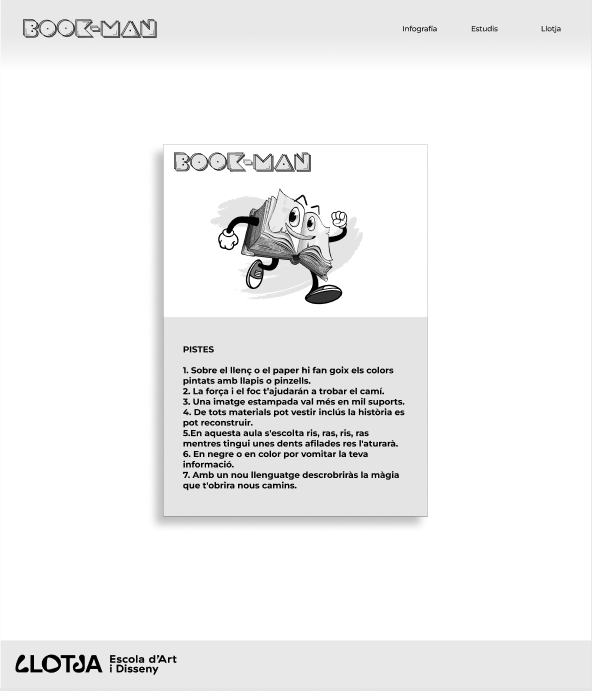 BOOK-MAN
Infografía
Estudis
Llotja
BOOK-MAN
PISTES
1. Sobre el llenç o el paper hi fan goix els colors
pintats amb llapis o pinzells.
2. La força i el foc t'ajudarán a trobar el camí.
3. Una imatge estampada val més en mil suports.
4. De tots materials pot vestir inclús la història es
pot reconstruir.
5.En aquesta aula s'escolta ris, ras, ris, ras
mentres tingui unes dents afilades res l'aturarà.
6. En negre o en color por vomitar la teva
informació.
7. Amb un nou llenguatge descrobriràs la màgia
que t'obrira nous camins.
LLOTJA Escola d'Art
i Disseny